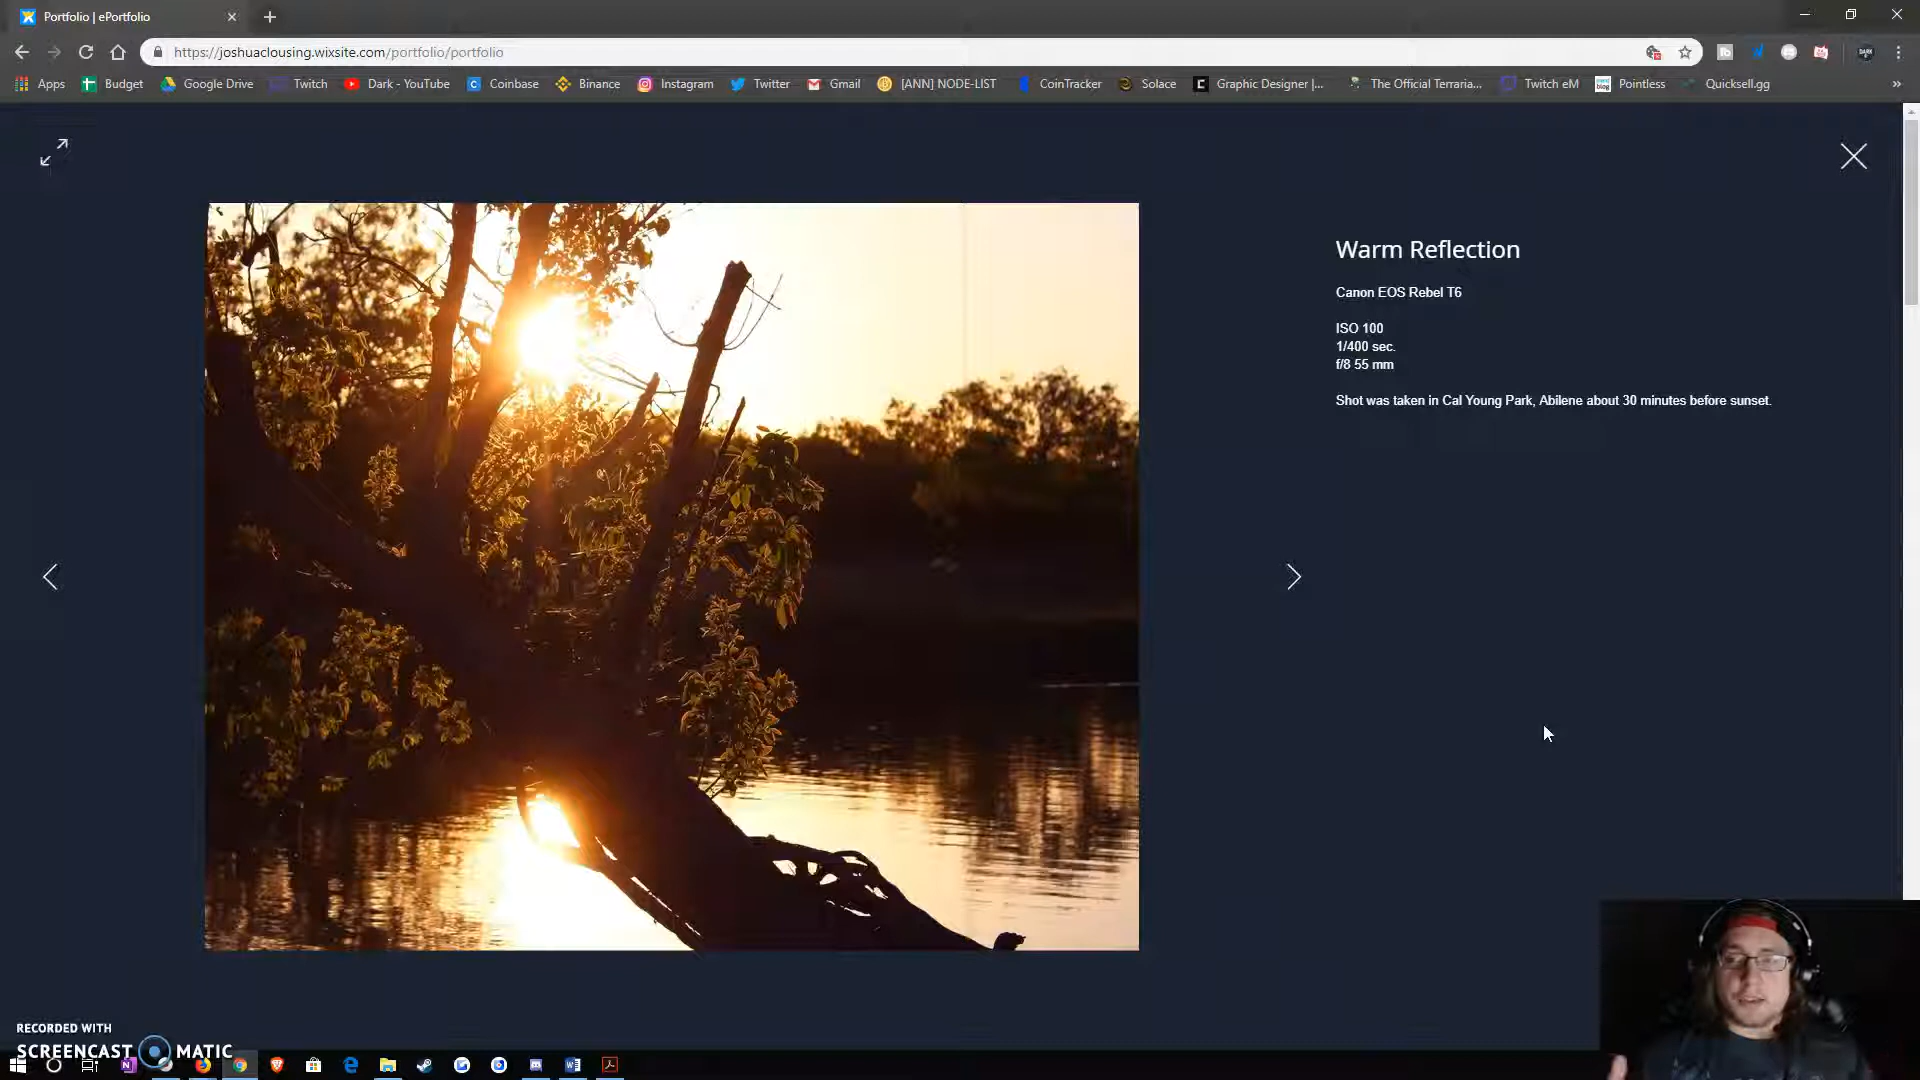 Portfolio | ePortfolio
https://joshuaclousing.wixsite.com/portfolio/portfolio
Apps Budget Google Drive Twitch Dark - YouTube Coinbase Binance Instagram Twitter Gmail [ANN] NODE-LIST CoinTracker Solace Graphic Designer |... The Official Terraria... Twitch eM Pointless Quicksell.gg »
Warm Reflection
Canon EOS Rebel T6
ISO 100
1/400 sec.
f/8 55 mm
Shot was taken in Cal Young Park, Abilene about 30 minutes before sunset.
RECORDED WITH
SCREENCAST MATIC